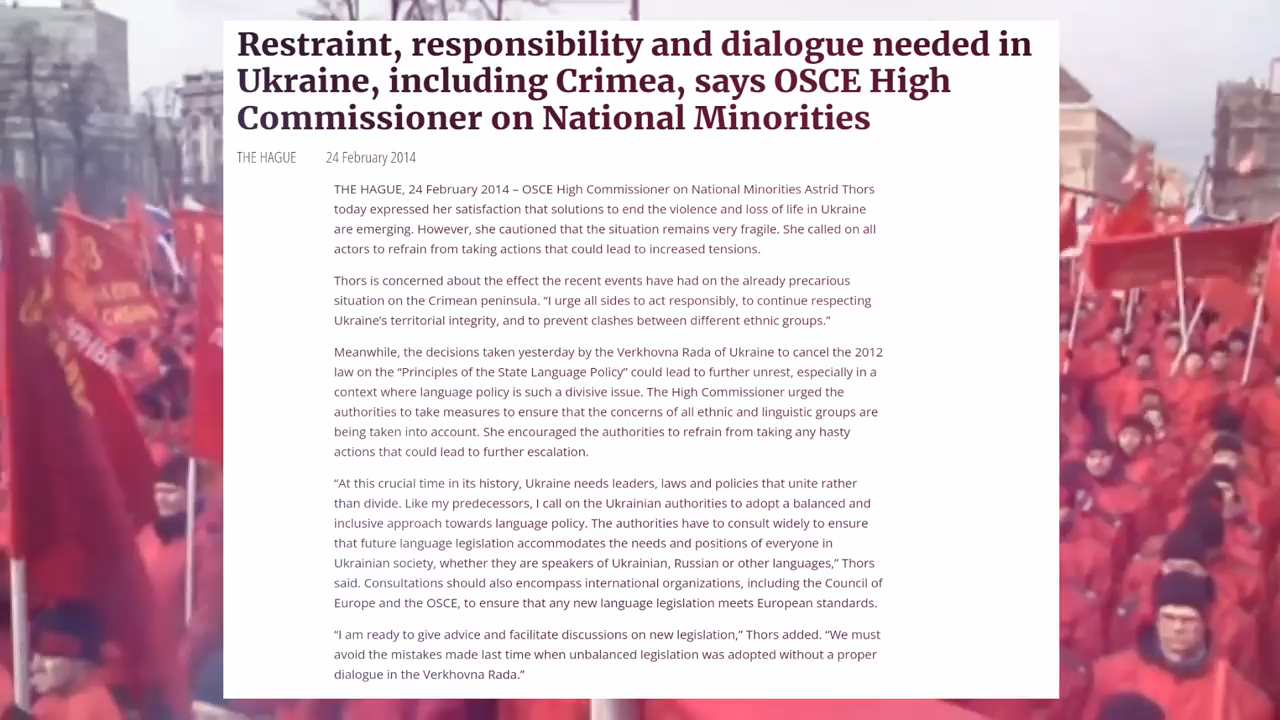 Restraint, responsibility and dialogue needed in
Ukraine, including Crimea, says OSCE High
Commissioner on National Minorities
THE HAGUE 24 February 2014
THE HAGUE, 24 February 2014 – OSCE High Commissioner on National Minorities Astrid Thors
today expressed her satisfaction that solutions to end the violence and loss of life in Ukraine
are emerging. However, she cautioned that the situation remains very fragile. She called on all
actors to refrain from taking actions that could lead to increased tensions.
Thors is concerned about the effect the recent events have had on the already precarious
situation on the Crimean peninsula. “I urge all sides to act responsibly, to continue respecting
Ukraine’s territorial integrity, and to prevent clashes between different ethnic groups.”
Meanwhile, the decisions taken yesterday by the Verkhovna Rada of Ukraine to cancel the 2012
law on the “Principles of the State Language Policy” could lead to further unrest, especially in a
context where language policy is such a divisive issue. The High Commissioner urged the
authorities to take measures to ensure that the concerns of all ethnic and linguistic groups are
being taken into account. She encouraged the authorities to refrain from taking any hasty
actions that could lead to further escalation.
“At this crucial time in its history, Ukraine needs leaders, laws and policies that unite rather
than divide. Like my predecessors, I call on the Ukrainian authorities to adopt a balanced and
inclusive approach towards language policy. The authorities have to consult widely to ensure
that future language legislation accommodates the needs and positions of everyone in
Ukrainian society, whether they are speakers of Ukrainian, Russian or other languages,” Thors
said. Consultations should also encompass international organizations, including the Council of
Europe and the OSCE, to ensure that any new language legislation meets European standards.
“I am ready to give advice and facilitate discussions on new legislation,” Thors added. “We must
avoid the mistakes made last time when unbalanced legislation was adopted without a proper
dialogue in the Verkhovna Rada.”